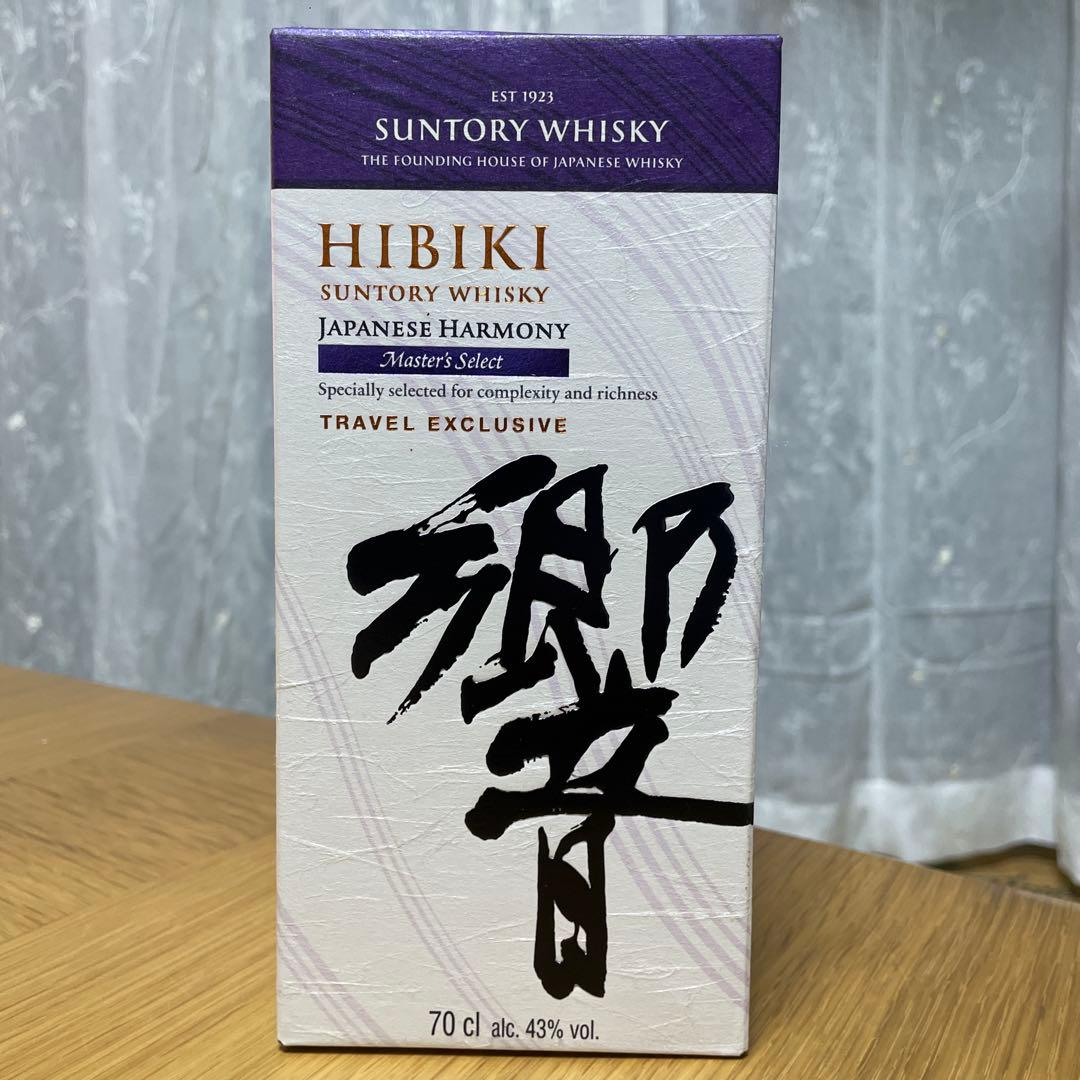 EST 1923
SUNTORY WHISKY
THE FOUNDING HOUSE OF JAPANESE WHISKY
HIBIKI
SUNTORY WHISKY
JAPANESE HARMONY
Master's Select
Specially selected for complexity and richness
TRAVEL EXCLUSIVE
響
70 cl alc. 43% vol.